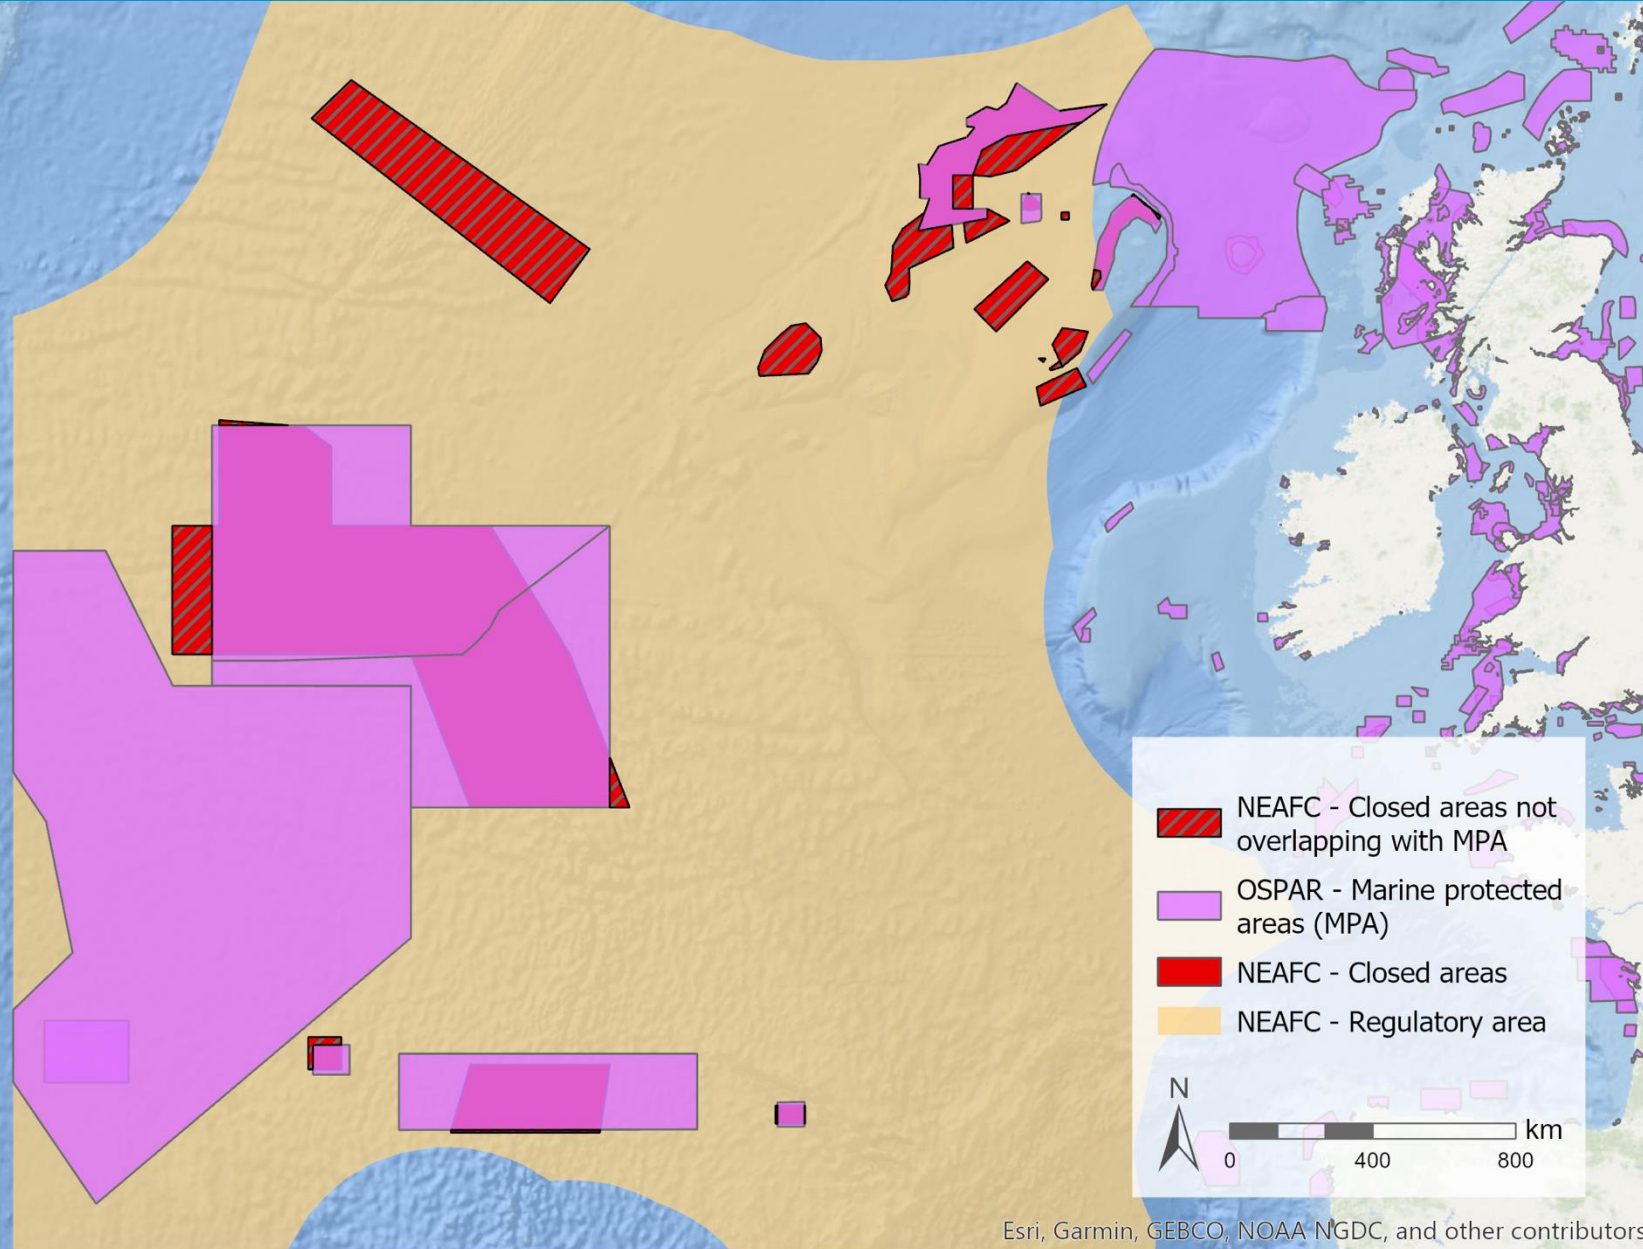 NEAFC - Closed areas not
overlapping with MPA
OSPAR - Marine protected
areas (MPA)
NEAFC - Closed areas
NEAFC - Regulatory area
N
km
0 400 800
Esri, Garmin, GEBCO, NOAA NGDC, and other contributors